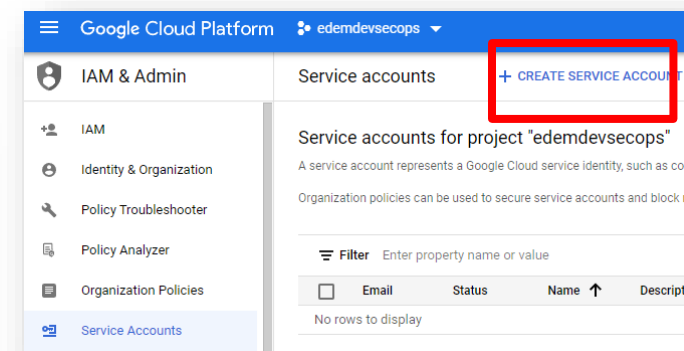 Google Cloud Platform edemdevsecops
IAM & Admin
Service accounts
+ CREATE SERVICE ACCOUNT
IAM
Identity & Organization
Policy Troubleshooter
Policy Analyzer
Organization Policies
Service Accounts
Service accounts for project "edemdevsecops"
A service account represents a Google Cloud service identity, such as co
Organization policies can be used to secure service accounts and block
Filter Enter property name or value
Email Status Name Descript
No rows to display